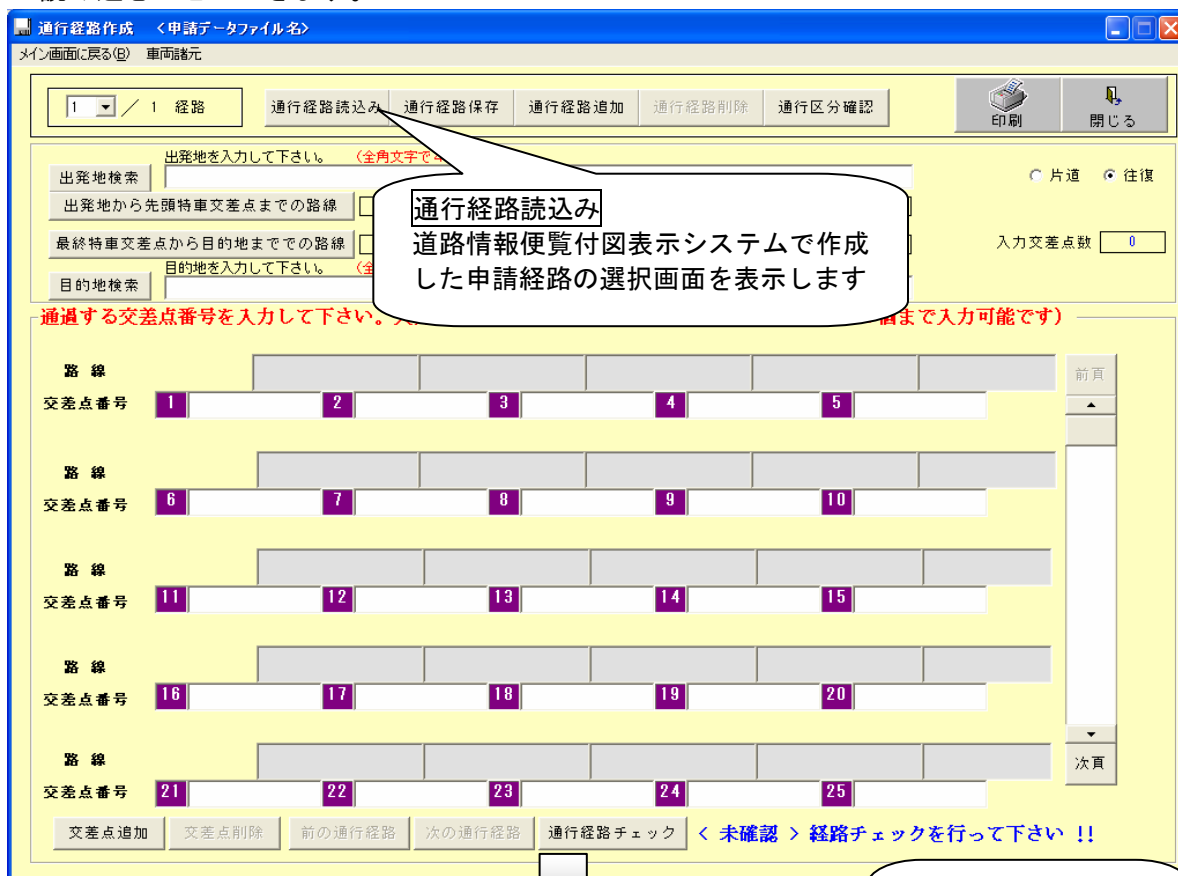 通行経路作成 <申請データファイル名>
メイン画面に戻る(B) 車両諸元
1 / 1 経路 通行経路読込み 通行経路保存 通行経路追加 通行経路削除 通行区分確認 印刷 閉じる
出発地を入力して下さい。 (全角文字で
出発地検索 片道 往復
出発地から先頭特車交差点までの路線
最終特車交差点から目的地まででの路線 入力交差点数 0
目的地を入力して下さい。
目的地検索
通行経路読込み
道路情報便覧付図表示システムで作成
した申請経路の選択画面を表示します
通過する交差点番号を入力して下さい。 個まで入力可能です)
路線 前頁
交差点番号 1 2 3 4 5
路線
交差点番号 6 7 8 9 10
路線
交差点番号 11 12 13 14 15
路線
交差点番号 16 17 18 19 20
路線 次頁
交差点番号 21 22 23 24 25
交差点追加 交差点削除 前の通行経路 次の通行経路 通行経路チェック < 未確認 > 経路チェックを行って下さい !!